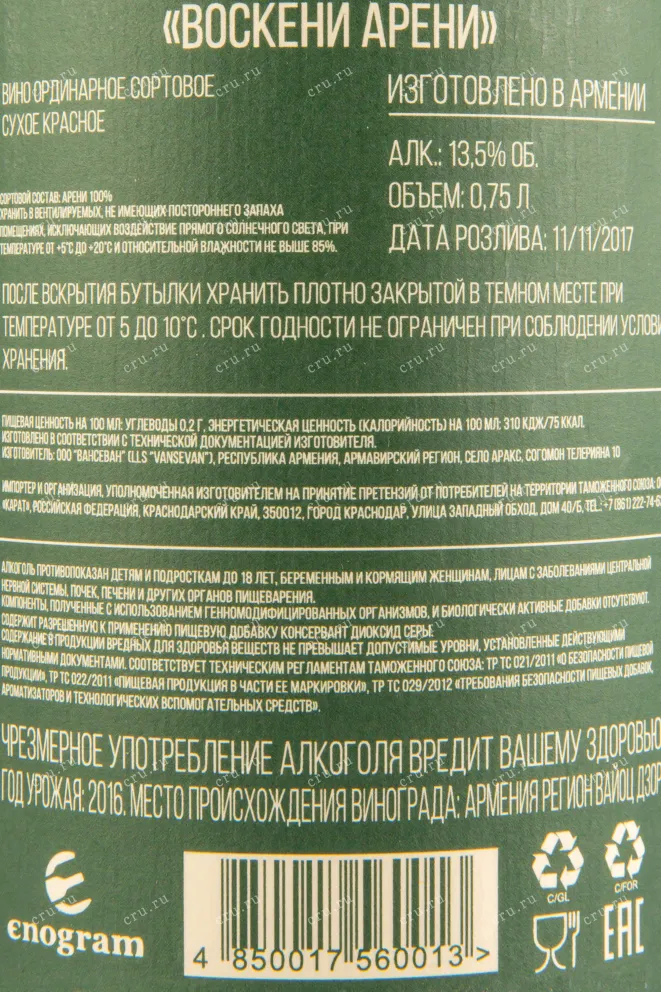 «ВОСКЕНИ АРЕНИ»
ВИНО ОРДИНАРНОЕ СОРТОВОЕ
СУХОЕ КРАСНОЕ
СОРТОВОЙ СОСТАВ: АРЕНИ 100%
ХРАНИТЬ В ВЕНТИЛИРУЕМЫХ, НЕ ИМЕЮЩИХ ПОСТОРОННЕГО ЗАПАХА
ПОМЕЩЕНИЯХ, ИСКЛЮЧАЮЩИХ ВОЗДЕЙСТВИЕ ПРЯМОГО СОЛНЕЧНОГО СВЕТА, ПРИ
ТЕМПЕРАТУРЕ ОТ +5°С ДО +20°С И ОТНОСИТЕЛЬНОЙ ВЛАЖНОСТИ НЕ ВЫШЕ 85%.
ИЗГОТОВЛЕНО В АРМЕНИИ
АЛК.: 13,5% ОБ.
ОБЪЕМ: 0,75 Л
ДАТА РОЗЛИВА: 11/11/2017
ПОСЛЕ ВСКРЫТИЯ БУТЫЛКИ ХРАНИТЬ ПЛОТНО ЗАКРЫТОЙ В ТЕМНОМ МЕСТЕ ПРИ
ТЕМПЕРАТУРЕ ОТ 5 ДО 10°С . СРОК ГОДНОСТИ НЕ ОГРАНИЧЕН ПРИ СОБЛЮДЕНИИ УСЛОВИ
ХРАНЕНИЯ.
ПИЩЕВАЯ ЦЕННОСТЬ НА 100 МЛ: УГЛЕВОДЫ 0.2 Г, ЭНЕРГЕТИЧЕСКАЯ ЦЕННОСТЬ (КАЛОРИЙНОСТЬ) НА 100 МЛ: 310 КДЖ/75 ККАЛ.
ИЗГОТОВЛЕНО В СООТВЕТСТВИИ С ТЕХНИЧЕСКОЙ ДОКУМЕНТАЦИЕЙ ИЗГОТОВИТЕЛЯ.
ИЗГОТОВИТЕЛЬ: ООО "ВАНСЕВАН" (LLS "VANSEVAN"), РЕСПУБЛИКА АРМЕНИЯ, АРМАВИРСКИЙ РЕГИОН, СЕЛО АРАКС, СОГОМОН ТЕЛЕРИЯНА 10
ИМПОРТЕР И ОРГАНИЗАЦИЯ, УПОЛНОМОЧЕННАЯ ИЗГОТОВИТЕЛЕМ НА ПРИНЯТИЕ ПРЕТЕНЗИЙ ОТ ПОТРЕБИТЕЛЕЙ НА ТЕРРИТОРИИ ТАМОЖЕННОГО СОЮЗА:
«КАРАТ», РОССИЙСКАЯ ФЕДЕРАЦИЯ, КРАСНОДАРСКИЙ КРАЙ, 350012, ГОРОД КРАСНОДАР, УЛИЦА ЗАПАДНЫЙ ОБХОД, ДОМ 40/Б, ТЕЛ.: +7 (861) 222-74-6
АЛКОГОЛЬ ПРОТИВОПОКАЗАН ДЕТЯМ И ПОДРОСТКАМ ДО 18 ЛЕТ, БЕРЕМЕННЫМ И КОРМЯЩИМ ЖЕНЩИНАМ, ЛИЦАМ С ЗАБОЛЕВАНИЯМИ ЦЕНТРАЛЬНОЙ
НЕРВНОЙ СИСТЕМЫ, ПОЧЕК, ПЕЧЕНИ И ДРУГИХ ОРГАНОВ ПИЩЕВАРЕНИЯ.
КОМПОНЕНТЫ, ПОЛУЧЕННЫЕ С ИСПОЛЬЗОВАНИЕМ ГЕННОМОДИФИЦИРОВАННЫХ ОРГАНИЗМОВ, И БИОЛОГИЧЕСКИ АКТИВНЫЕ ДОБАВКИ ОТСУТСТВУЮТ.
СОДЕРЖИТ РАЗРЕШЕННУЮ К ПРИМЕНЕНИЮ ПИЩЕВУЮ ДОБАВКУ КОНСЕРВАНТ ДИОКСИД СЕРЫ.
СОДЕРЖАНИЕ В ПРОДУКЦИИ ВРЕДНЫХ ДЛЯ ЗДОРОВЬЯ ВЕЩЕСТВ НЕ ПРЕВЫШАЕТ ДОПУСТИМЫЕ УРОВНИ, УСТАНОВЛЕННЫЕ ДЕЙСТВУЮЩИМИ
НОРМАТИВНЫМИ ДОКУМЕНТАМИ. СООТВЕТСТВУЕТ ТЕХНИЧЕСКИМ РЕГЛАМЕНТАМ ТАМОЖЕННОГО СОЮЗА: ТР ТС 021/2011 «О БЕЗОПАСНОСТИ ПИЩЕВОЙ
ПРОДУКЦИИ», ТР ТС 022/2011 «ПИЩЕВАЯ ПРОДУКЦИЯ В ЧАСТИ ЕЕ МАРКИРОВКИ», ТР ТС 029/2012 «ТРЕБОВАНИЯ БЕЗОПАСНОСТИ ПИЩЕВЫХ ДОБАВОК,
АРОМАТИЗАТОРОВ И ТЕХНОЛОГИЧЕСКИХ ВСПОМОГАТЕЛЬНЫХ СРЕДСТВ».
ЧРЕЗМЕРНОЕ УПОТРЕБЛЕНИЕ АЛКОГОЛЯ ВРЕДИТ ВАШЕМУ ЗДОРОВЬЮ
ГОД УРОЖАЯ: 2016. МЕСТО ПРОИСХОЖДЕНИЯ ВИНОГРАДА: АРМЕНИЯ РЕГИОН ВАЙОЦ ДЗОР
enogram
4 850017 560013 >
C/GL
C/FOR
EAC
cru.ru